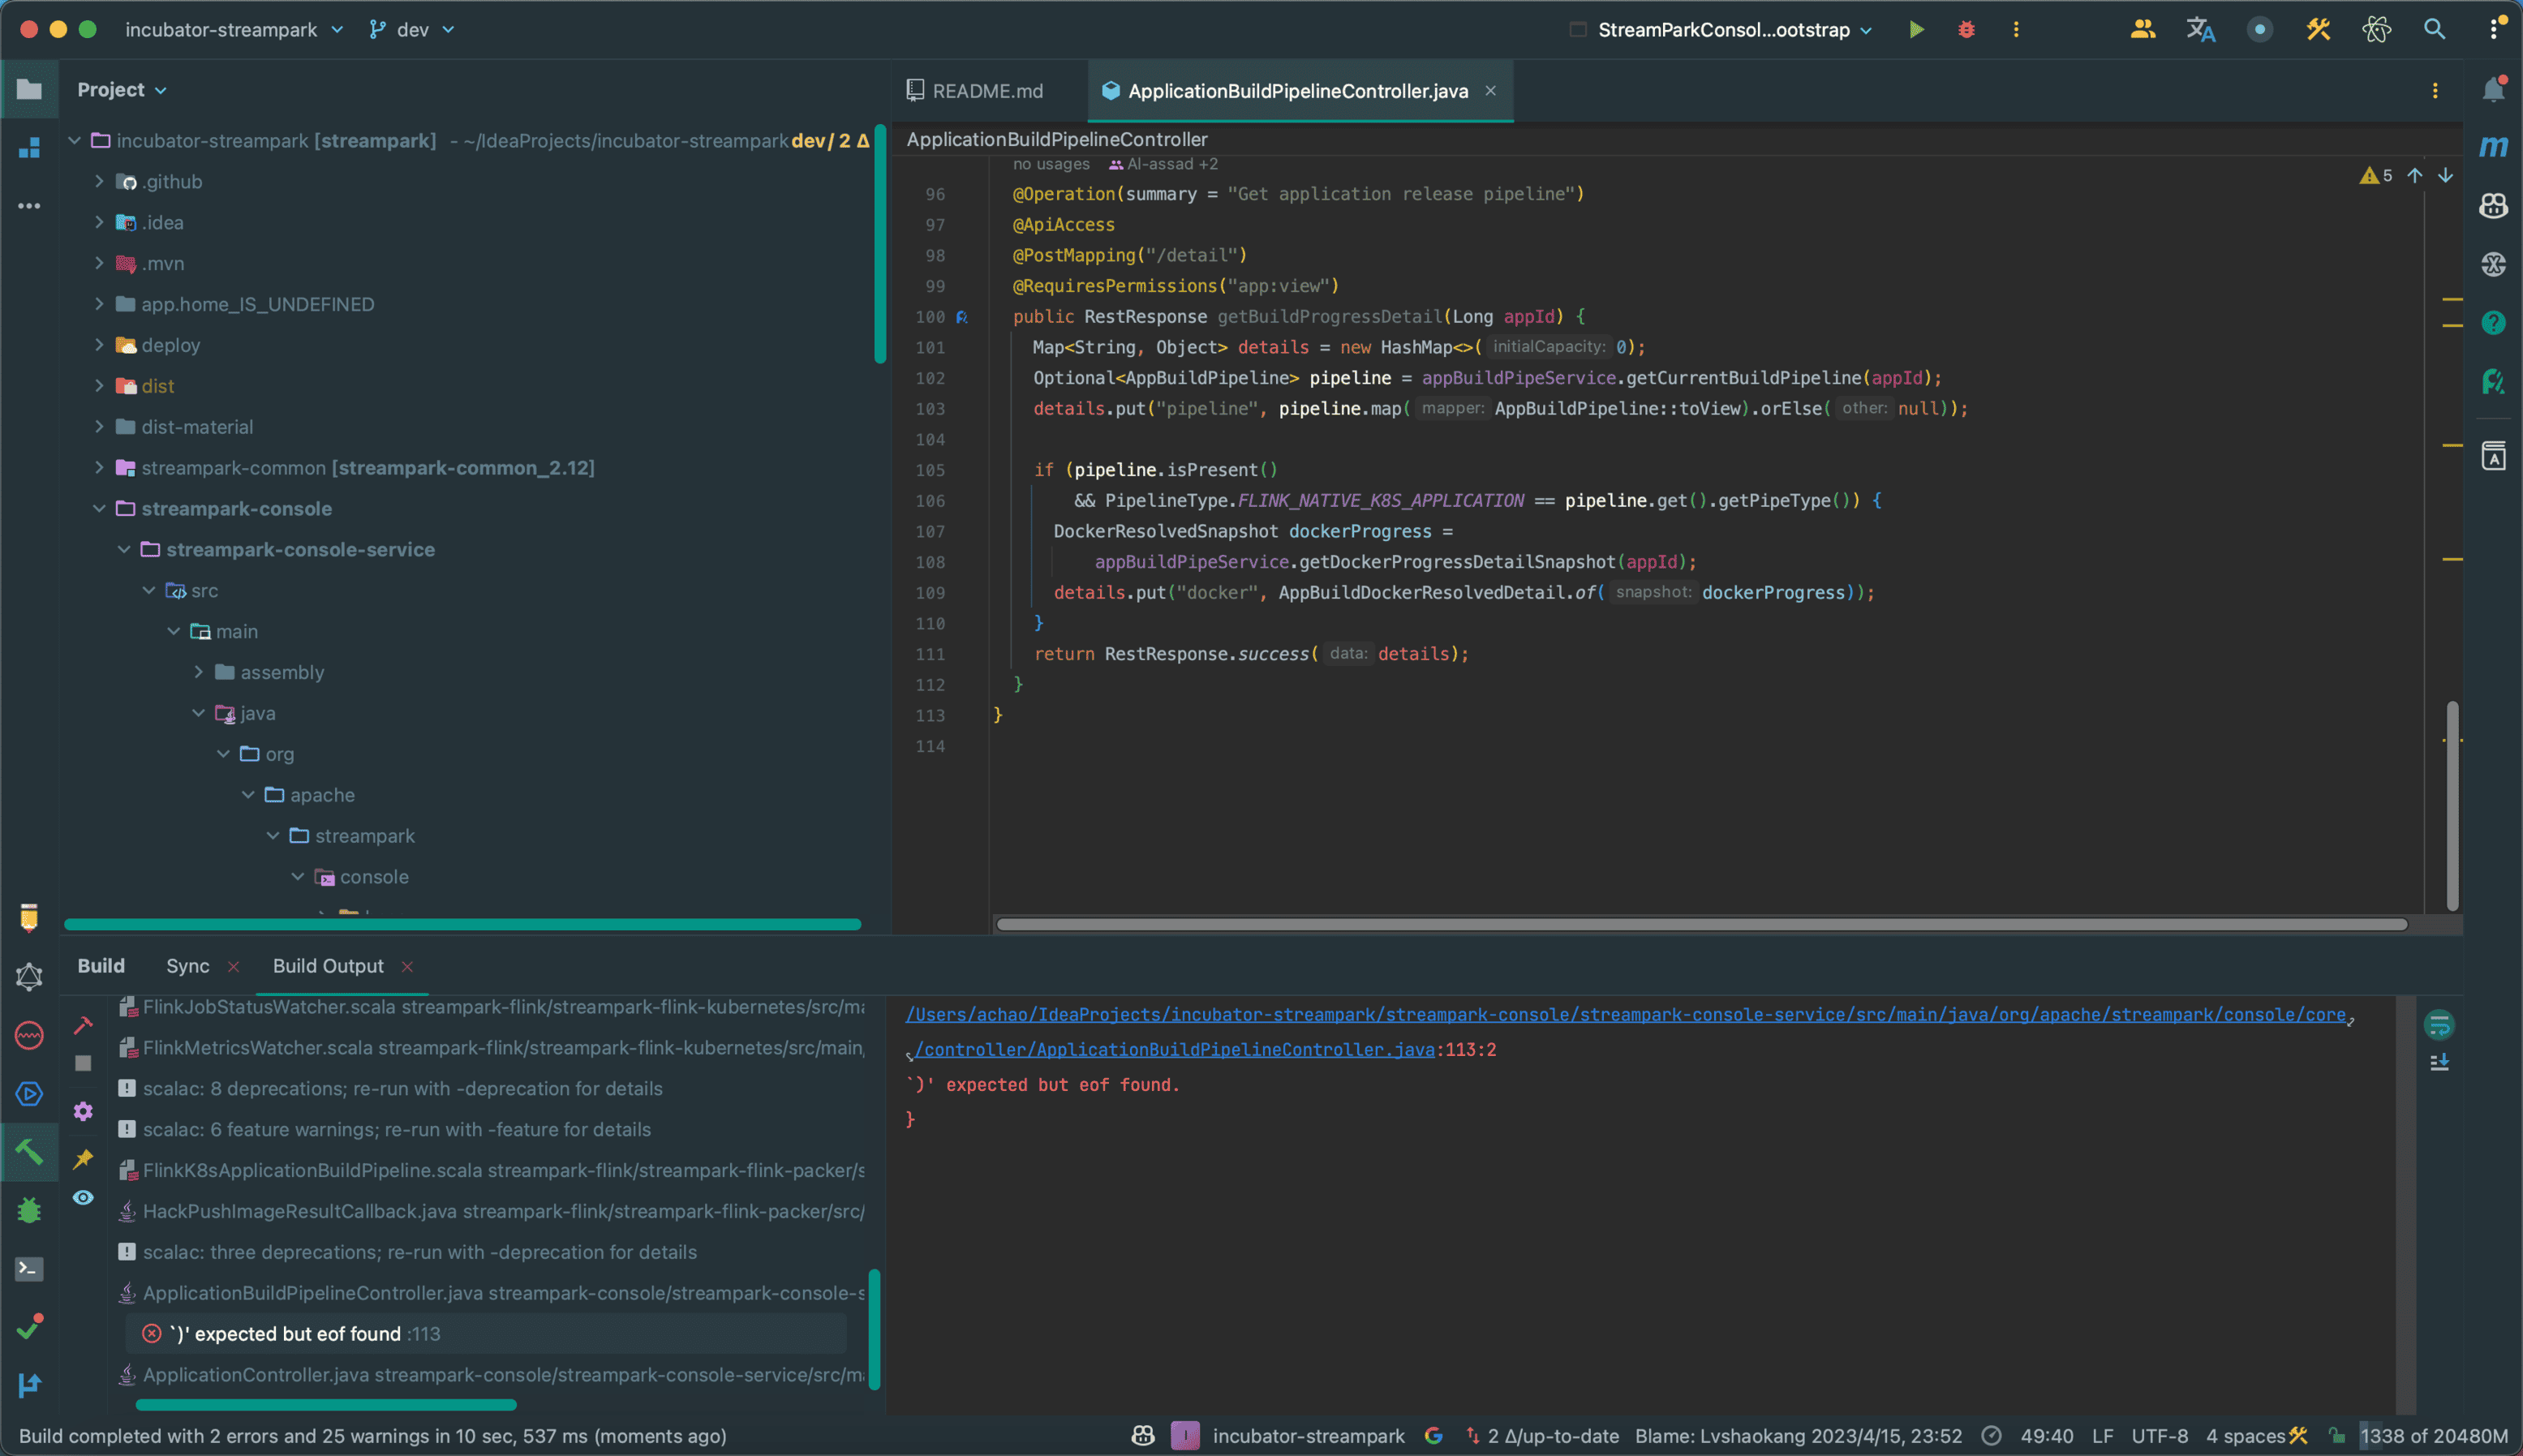 incubator-streampark
dev
StreamParkConsol...ootstrap
Project
incubator-streampark [streampark] - ~/IdeaProjects/incubator-streampark dev/ 2 Δ
.github
.idea
.mvn
app.home_IS_UNDEFINED
deploy
dist
dist-material
streampark-common [streampark-common_2.12]
streampark-console
streampark-console-service
src
main
assembly
java
org
apache
streampark
console
README.md
ApplicationBuildPipelineController.java
ApplicationBuildPipelineController
no usages Al-assad +2
5
96 @Operation(summary = "Get application release pipeline")
97 @ApiAccess
98 @PostMapping("/detail")
99 @RequiresPermissions("app:view")
100 public RestResponse getBuildProgressDetail(Long appId) {
101 Map<String, Object> details = new HashMap<>( initialCapacity: 0);
102 Optional<AppBuildPipeline> pipeline = appBuildPipeService.getCurrentBuildPipeline(appId);
103 details.put("pipeline", pipeline.map( mapper: AppBuildPipeline::toView).orElse( other: null));
104
105 if (pipeline.isPresent()
106 && PipelineType.FLINK_NATIVE_K8S_APPLICATION == pipeline.get().getPipeType()) {
107 DockerResolvedSnapshot dockerProgress =
108 appBuildPipeService.getDockerProgressDetailSnapshot(appId);
109 details.put("docker", AppBuildDockerResolvedDetail.of( snapshot: dockerProgress));
110 }
111 return RestResponse.success( data: details);
112 }
113 }
114
Build
Sync
Build Output
FlinkJobStatusWatcher.scala streampark-flink/streampark-flink-kubernetes/src/ma
FlinkMetricsWatcher.scala streampark-flink/streampark-flink-kubernetes/src/main,
scalac: 8 deprecations; re-run with -deprecation for details
scalac: 6 feature warnings; re-run with -feature for details
FlinkK8sApplicationBuildPipeline.scala streampark-flink/streampark-flink-packer/s
HackPushImageResultCallback.java streampark-flink/streampark-flink-packer/src/
scalac: three deprecations; re-run with -deprecation for details
ApplicationBuildPipelineController.java streampark-console/streampark-console-s
`)' expected but eof found :113
ApplicationController.java streampark-console/streampark-console-service/src/ma
/Users/achao/IdeaProjects/incubator-streampark/streampark-console/streampark-console-service/src/main/java/org/apache/streampark/console/core
/controller/ApplicationBuildPipelineController.java:113:2
`)' expected but eof found.
}
Build completed with 2 errors and 25 warnings in 10 sec, 537 ms (moments ago)
I incubator-streampark
2 Δ/up-to-date
Blame: Lvshaokang 2023/4/15, 23:52
49:40
LF
UTF-8
4 spaces
1338 of 20480M